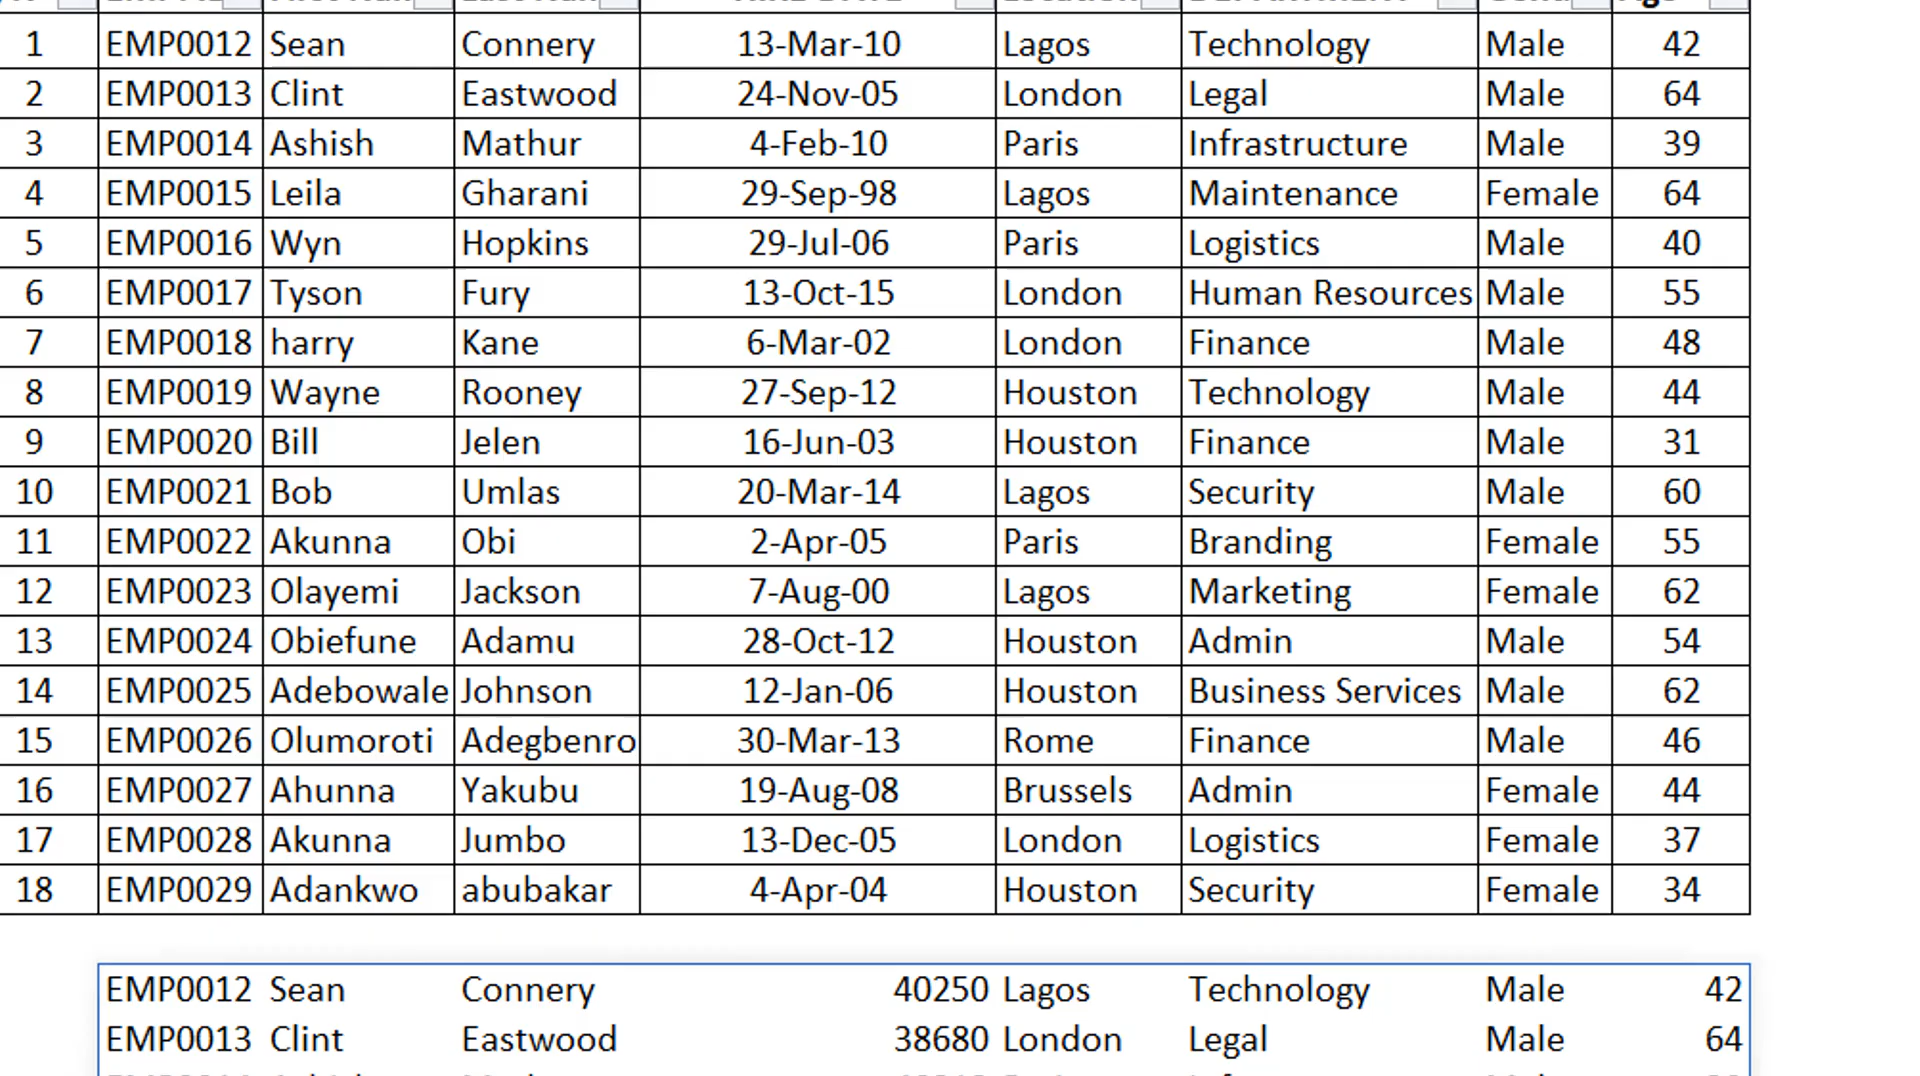 1 EMP0012 Sean Connery 13-Mar-10 Lagos Technology Male 42
2 EMP0013 Clint Eastwood 24-Nov-05 London Legal Male 64
3 EMP0014 Ashish Mathur 4-Feb-10 Paris Infrastructure Male 39
4 EMP0015 Leila Gharani 29-Sep-98 Lagos Maintenance Female 64
5 EMP0016 Wyn Hopkins 29-Jul-06 Paris Logistics Male 40
6 EMP0017 Tyson Fury 13-Oct-15 London Human Resources Male 55
7 EMP0018 harry Kane 6-Mar-02 London Finance Male 48
8 EMP0019 Wayne Rooney 27-Sep-12 Houston Technology Male 44
9 EMP0020 Bill Jelen 16-Jun-03 Houston Finance Male 31
10 EMP0021 Bob Umlas 20-Mar-14 Lagos Security Male 60
11 EMP0022 Akunna Obi 2-Apr-05 Paris Branding Female 55
12 EMP0023 Olayemi Jackson 7-Aug-00 Lagos Marketing Female 62
13 EMP0024 Obiefune Adamu 28-Oct-12 Houston Admin Male 54
14 EMP0025 Adebowale Johnson 12-Jan-06 Houston Business Services Male 62
15 EMP0026 Olumoroti Adegbenro 30-Mar-13 Rome Finance Male 46
16 EMP0027 Ahunna Yakubu 19-Aug-08 Brussels Admin Female 44
17 EMP0028 Akunna Jumbo 13-Dec-05 London Logistics Female 37
18 EMP0029 Adankwo abubakar 4-Apr-04 Houston Security Female 34
EMP0012 Sean Connery 40250 Lagos Technology Male 42
EMP0013 Clint Eastwood 38680 London Legal Male 64